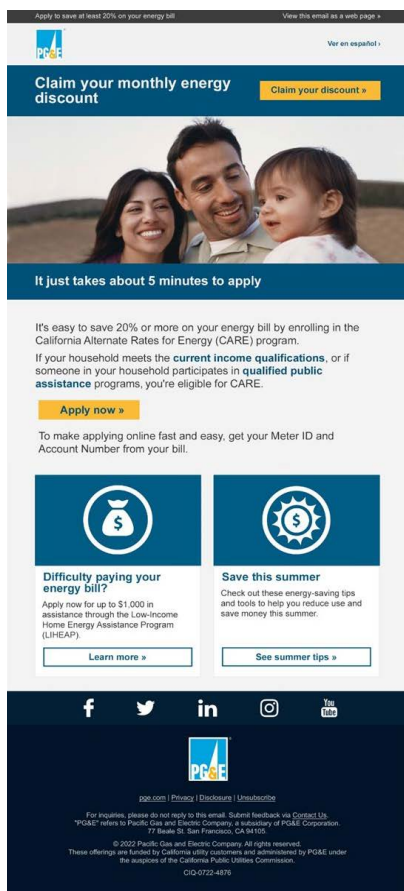 Apply to save at least 20% on your energy bill
View this email as a web page »
PG&E
Ver en español ›
Claim your monthly energy
discount
Claim your discount »
It just takes about 5 minutes to apply
It's easy to save 20% or more on your energy bill by enrolling in the
California Alternate Rates for Energy (CARE) program.
If your household meets the current income qualifications, or if
someone in your household participates in qualified public
assistance programs, you're eligible for CARE.
Apply now »
To make applying online fast and easy, get your Meter ID and
Account Number from your bill.
$
Difficulty paying your
energy bill?
Apply now for up to $1,000 in
assistance through the Low-Income
Home Energy Assistance Program
(LIHEAP).
Learn more »
$
Save this summer
Check out these energy-saving tips
and tools to help you reduce use and
save money this summer.
See summer tips »
f
in
You
Tube
PG&E
pge.com | Privacy | Disclosure | Unsubscribe
For inquiries, please do not reply to this email. Submit feedback via Contact Us.
"PG&E" refers to Pacific Gas and Electric Company, a subsidiary of PG&E Corporation.
77 Beale St. San Francisco, CA 94105.
© 2022 Pacific Gas and Electric Company. All rights reserved.
These offerings are funded by California utility customers and administered by PG&E under
the auspices of the California Public Utilities Commission.
CIQ-0722-4876